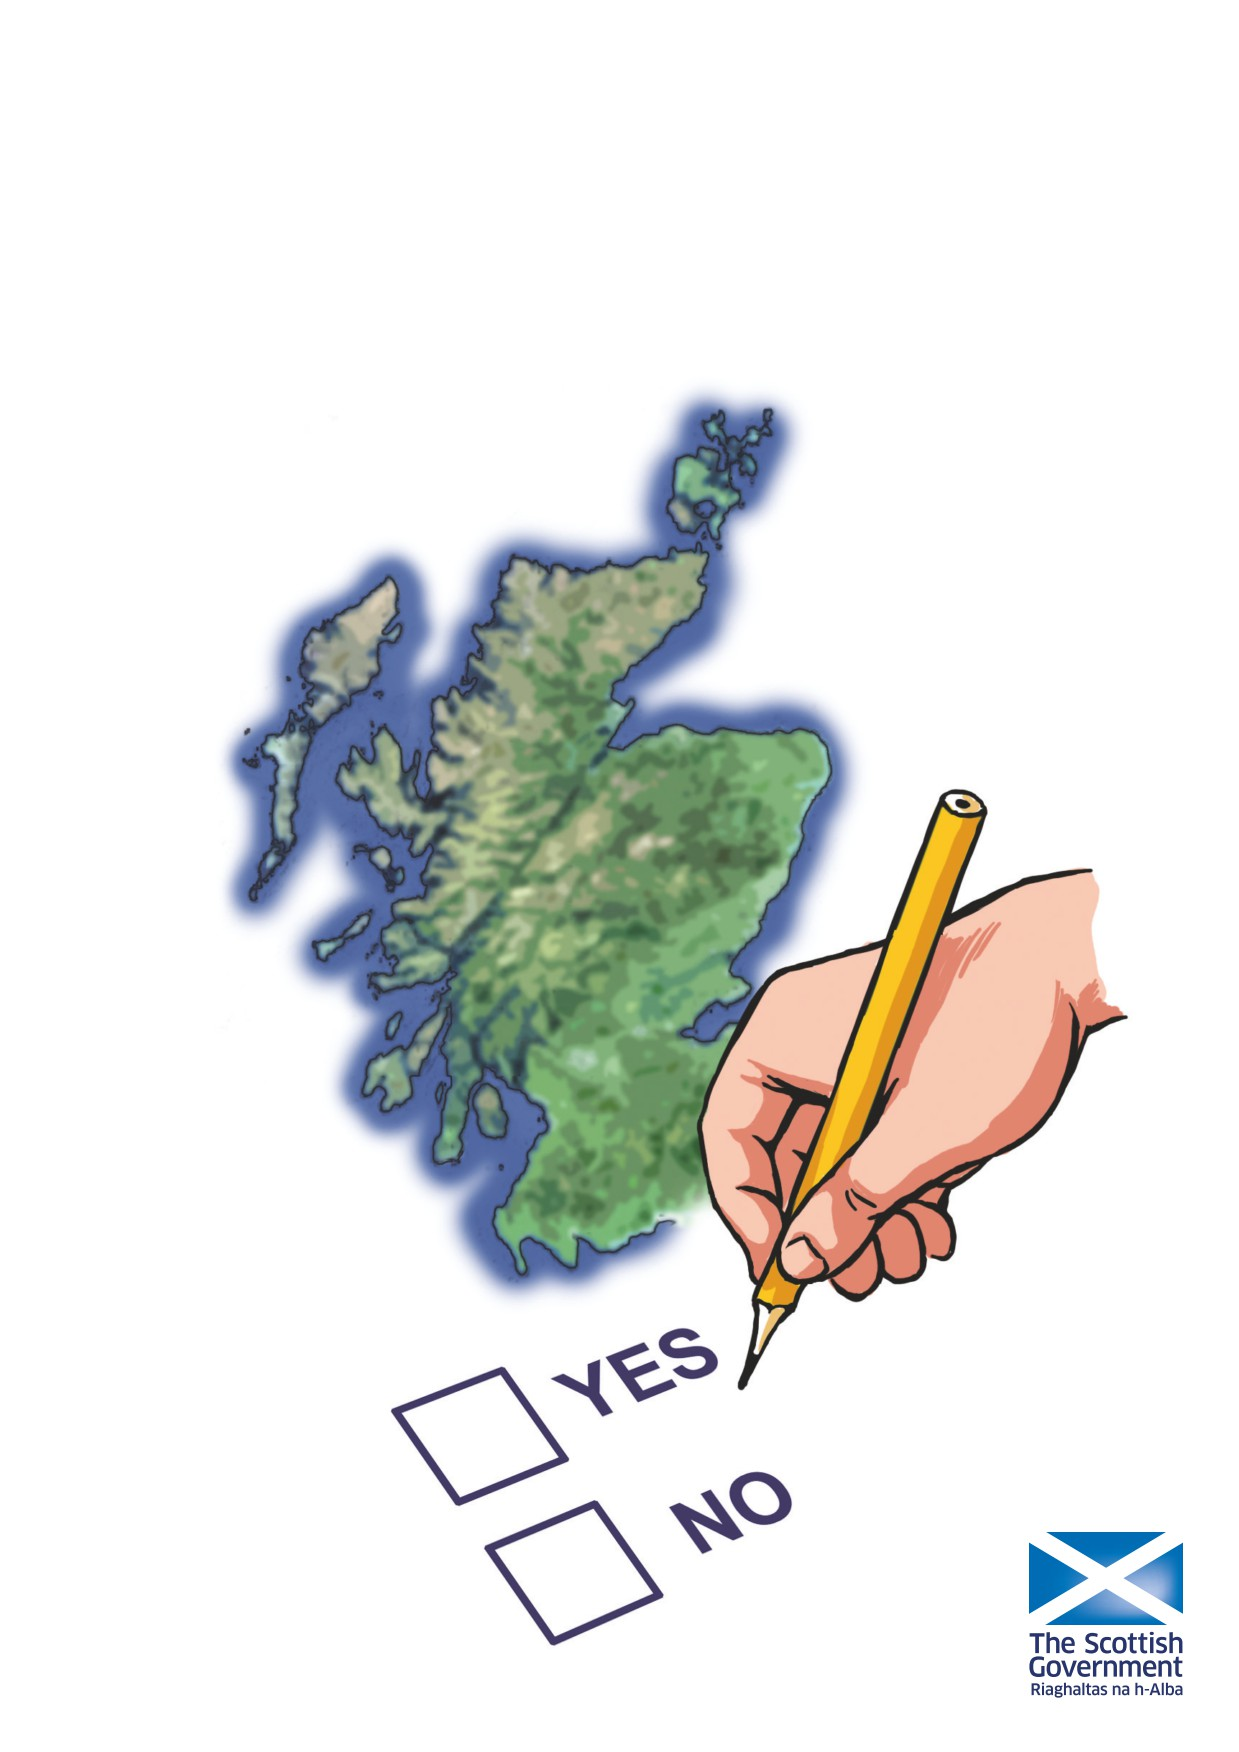 YES
NO
The Scottish
Government
Riaghaltas na h-Alba